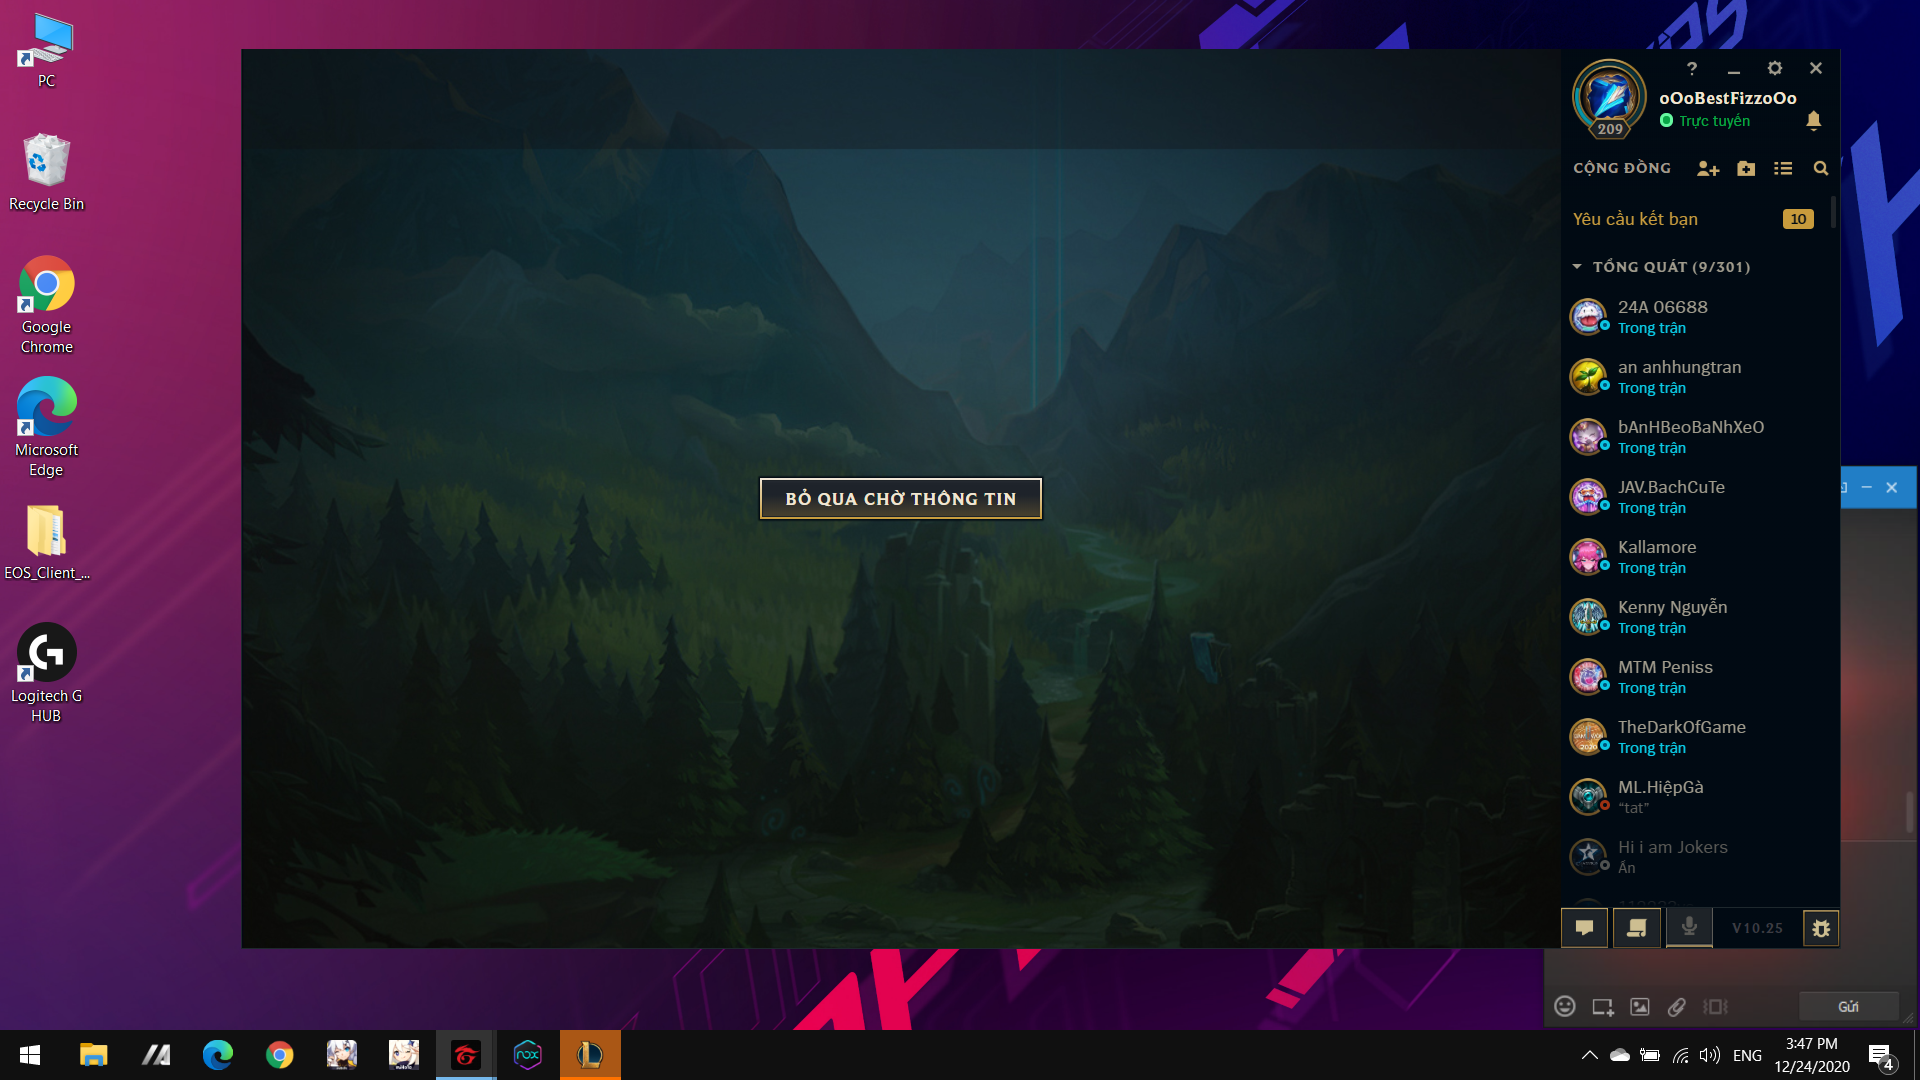 PC
Recycle Bin
Google
Chrome
Microsoft
Edge
EOS_Client_...
Logitech G
HUB
BỎ QUA CHỜ THÔNG TIN
209
oOoBestFizzoOo
Trực tuyến
CỘNG ĐỒNG
Yêu cầu kết bạn
10
TỔNG QUÁT (9/301)
24A 06688
Trong trận
an anhhungtran
Trong trận
bAnHBeoBaNhXeO
Trong trận
JAV.BachCuTe
Trong trận
Kallamore
Trong trận
Kenny Nguyễn
Trong trận
MTM Peniss
Trong trận
TheDarkOfGame
Trong trận
ML.HiệpGà
“tat”
Hi i am Jokers
Ẩn
V10.25
Gửi
nox
ENG
3:47 PM
12/24/2020
4